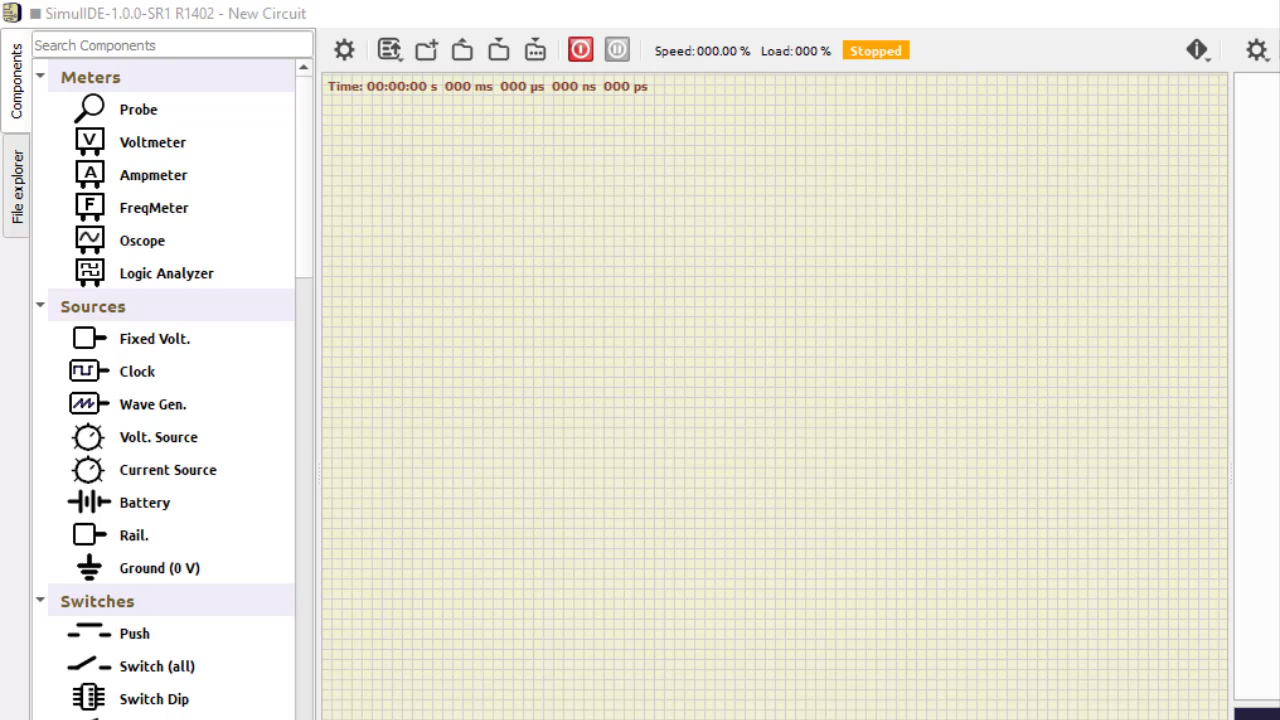 SimulIDE-1.0.0-SR1 R1402 - New Circuit
Components
File explorer
Search Components
Speed:000.00 % Load:000 % Stopped
Time: 00:00:00 s 000 ms 000 µs 000 ns 000 ps
Meters
Probe
V Voltmeter
A Ampmeter
F FreqMeter
Oscope
Logic Analyzer
Sources
Fixed Volt.
Clock
Wave Gen.
Volt. Source
Current Source
Battery
Rail.
Ground (0 V)
Switches
Push
Switch (all)
Switch Dip